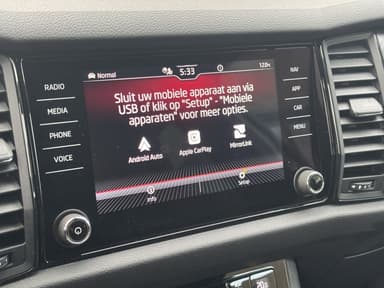 Normal
5:33
12.0°c
RADIO
MEDIA
PHONE
VOICE
Sluit uw mobiele apparaat aan via
USB of klik op "Setup" - "Mobiele
apparaten" voor meer opties.
Android Auto
Apple CarPlay
MirrorLink
Info
Setup
NAV
APP
CAR
MENU